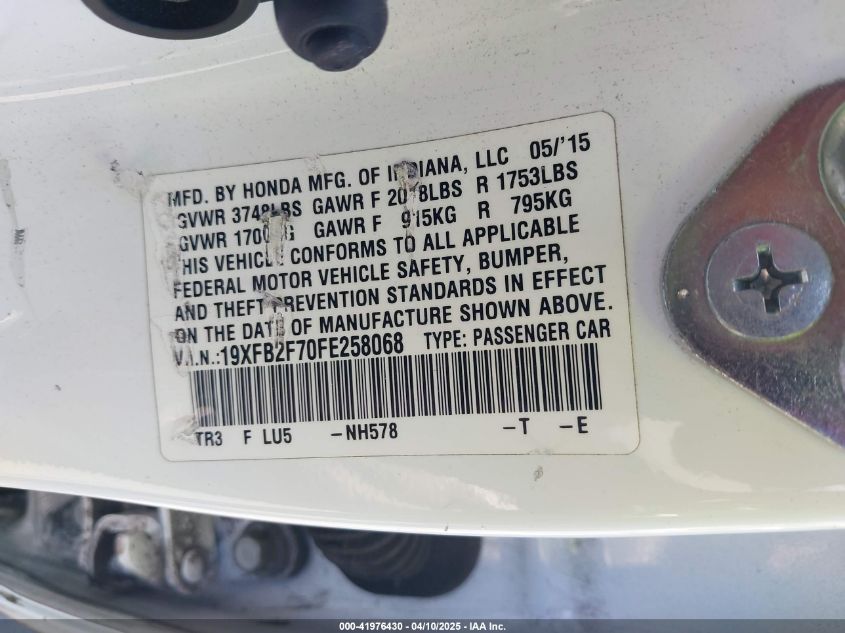 MFD. BY HONDA MFG. OF INDIANA, LLC 05/'15
GVWR 3748LBS GAWR F 2018LBS R 1753LBS
GVWR 1700KG GAWR F 915KG R 795KG
THIS VEHICLE CONFORMS TO ALL APPLICABLE
FEDERAL MOTOR VEHICLE SAFETY, BUMPER,
AND THEFT PREVENTION STANDARDS IN EFFECT
ON THE DATE OF MANUFACTURE SHOWN ABOVE.
V.I.N.:19XFB2F70FE258068 TYPE: PASSENGER CAR
TR3 F LU5 -NH578 -T -E
000-41976430 - 04/10/2025 - IAA Inc.